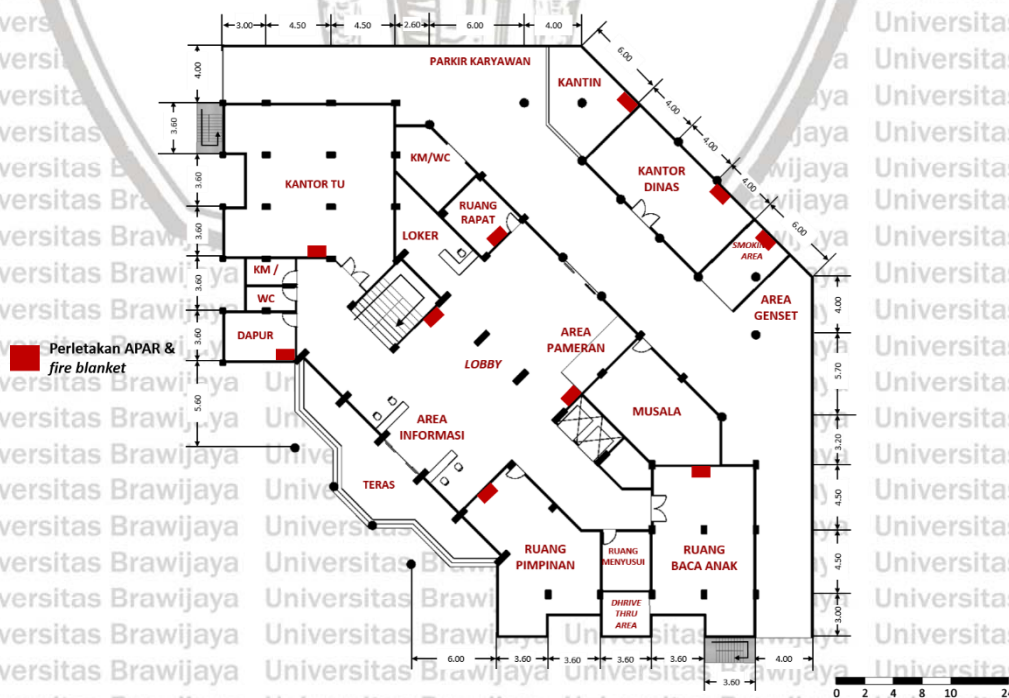 3.00 4.50 4.50 2.60 6.00 4.00
4.00
3.60
3.60
3.60
3.60
3.60
5.60
6.00
4.00
4.00
4.00
4.00
6.00
PARKIR KARYAWAN
KANTIN
KANTOR
DINAS
SMOKING
AREA
AREA
GENSET
KANTOR TU
KM/WC
RUANG
RAPAT
LOKER
KM /
WC
DAPUR
Perletakan APAR &
fire blanket
LOBBY
AREA
PAMERAN
MUSALA
AREA
INFORMASI
TERAS
RUANG
PIMPINAN
RUANG
MENYUSUI
RUANG
BACA ANAK
DHRIVE
THRU
AREA
4.00
5.70
3.20
4.50
4.50
3.00
6.00 3.60 3.60 3.60 3.60 4.00
3.60
0 2 4 8 10
Universitas Brawijaya